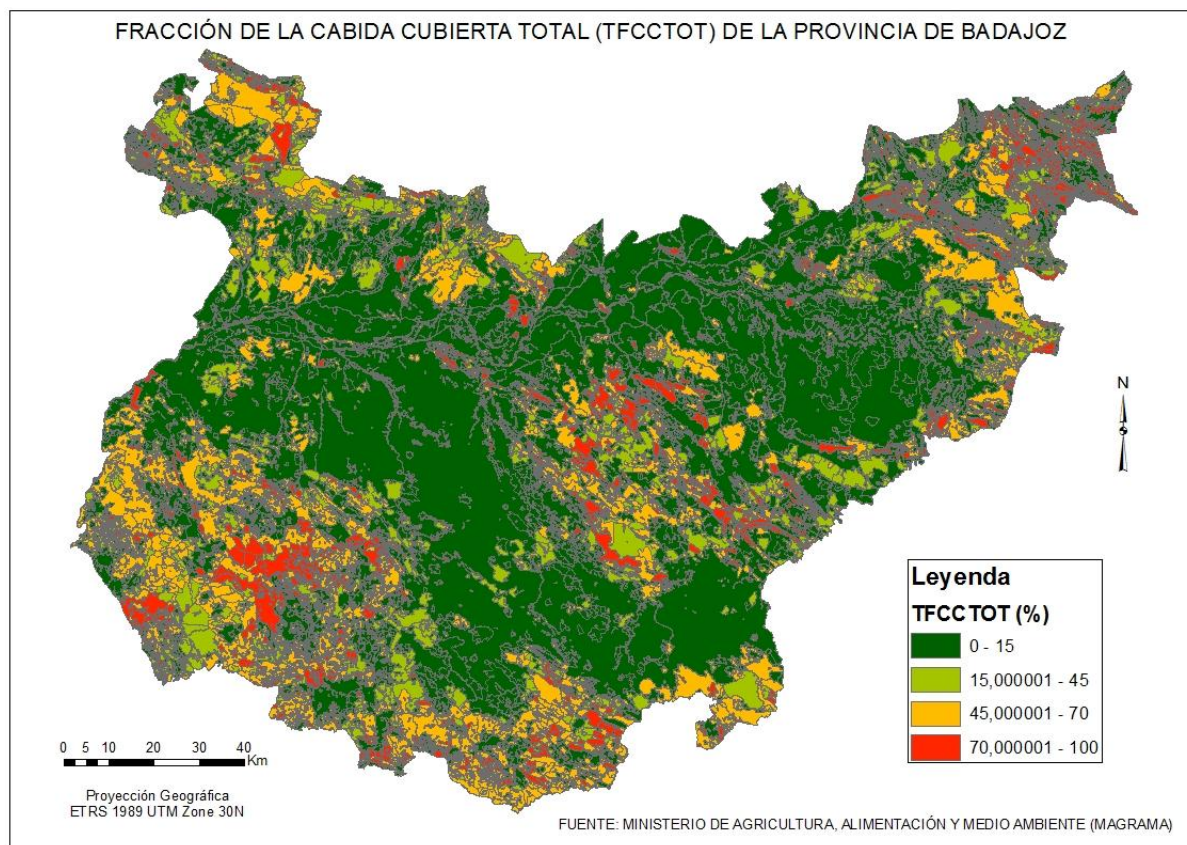 FRACCIÓN DE LA CABIDA CUBIERTA TOTAL (TFCCTOT) DE LA PROVINCIA DE BADAJOZ
N
Leyenda
TFCCTOT (%)
0 - 15
15,000001 - 45
45,000001 - 70
70,000001 - 100
0 5 10 20 30 40
Km
Proyección Geográfica
ETRS 1989 UTM Zone 30N
FUENTE: MINISTERIO DE AGRICULTURA, ALIMENTACIÓN Y MEDIO AMBIENTE (MAGRAMA)